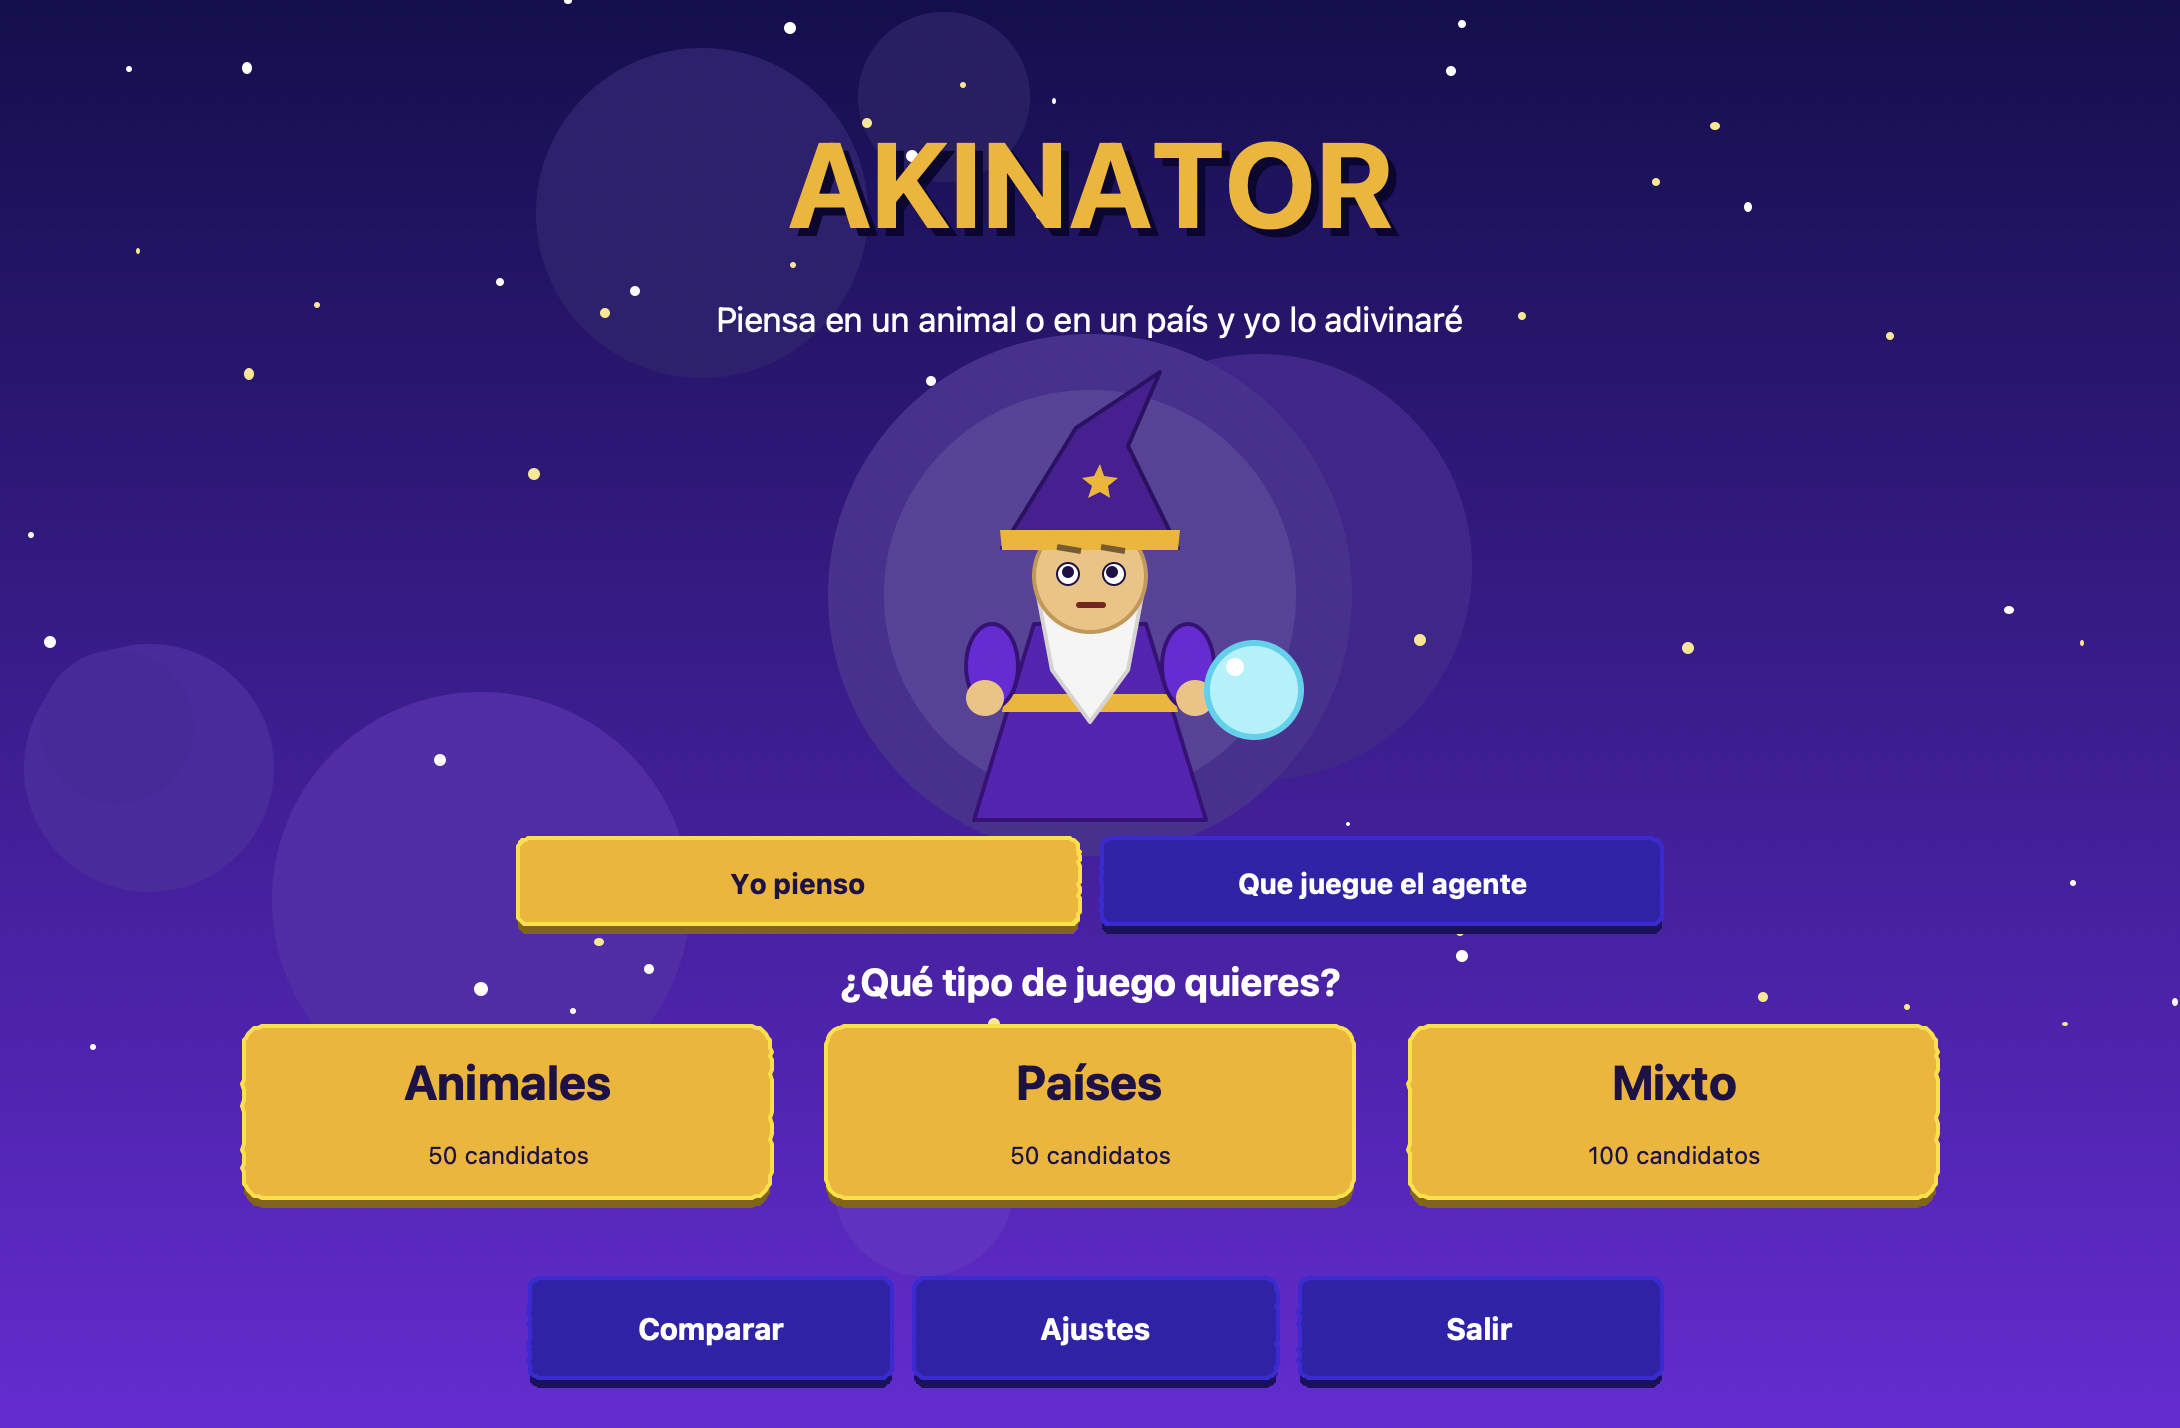 AKINATOR
Piensa en un animal o en un país y yo lo adivinaré
Yo pienso
Que juegue el agente
¿Qué tipo de juego quieres?
Animales
50 candidatos
Países
50 candidatos
Mixto
100 candidatos
Comparar
Ajustes
Salir